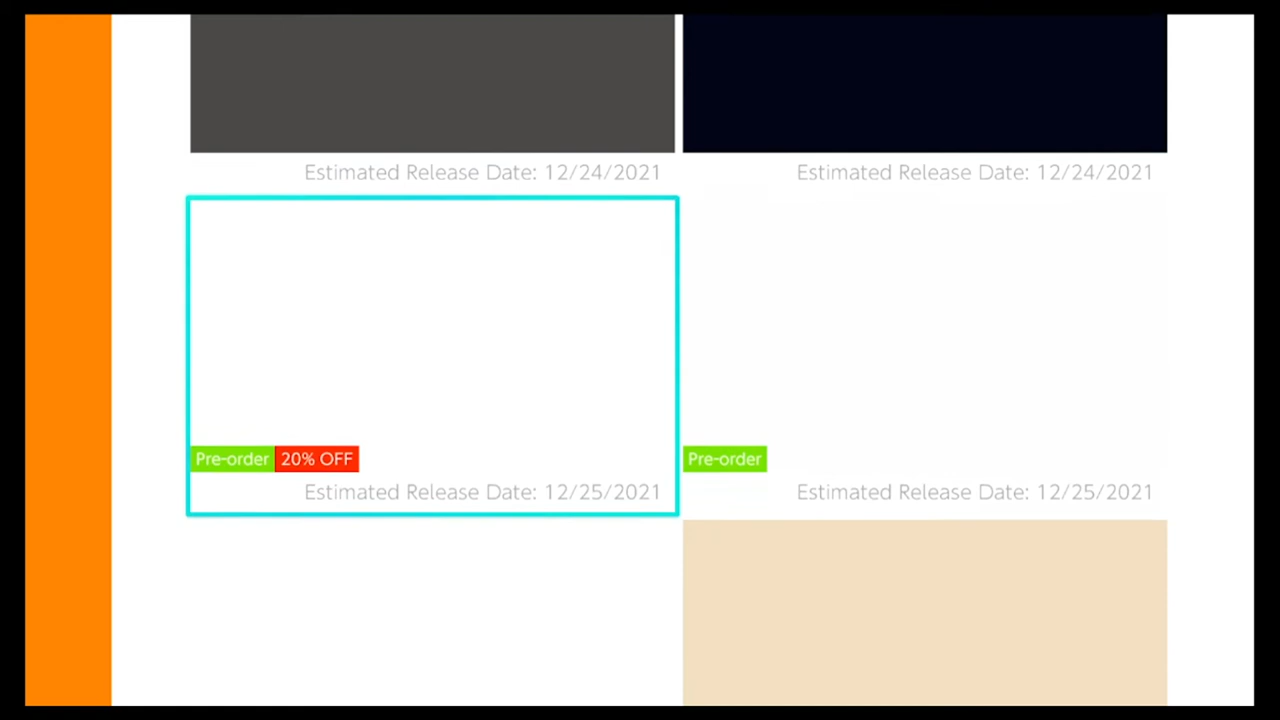 Estimated Release Date: 12/24/2021
Estimated Release Date: 12/24/2021
Pre-order 20% OFF
Pre-order
Estimated Release Date: 12/25/2021
Estimated Release Date: 12/25/2021